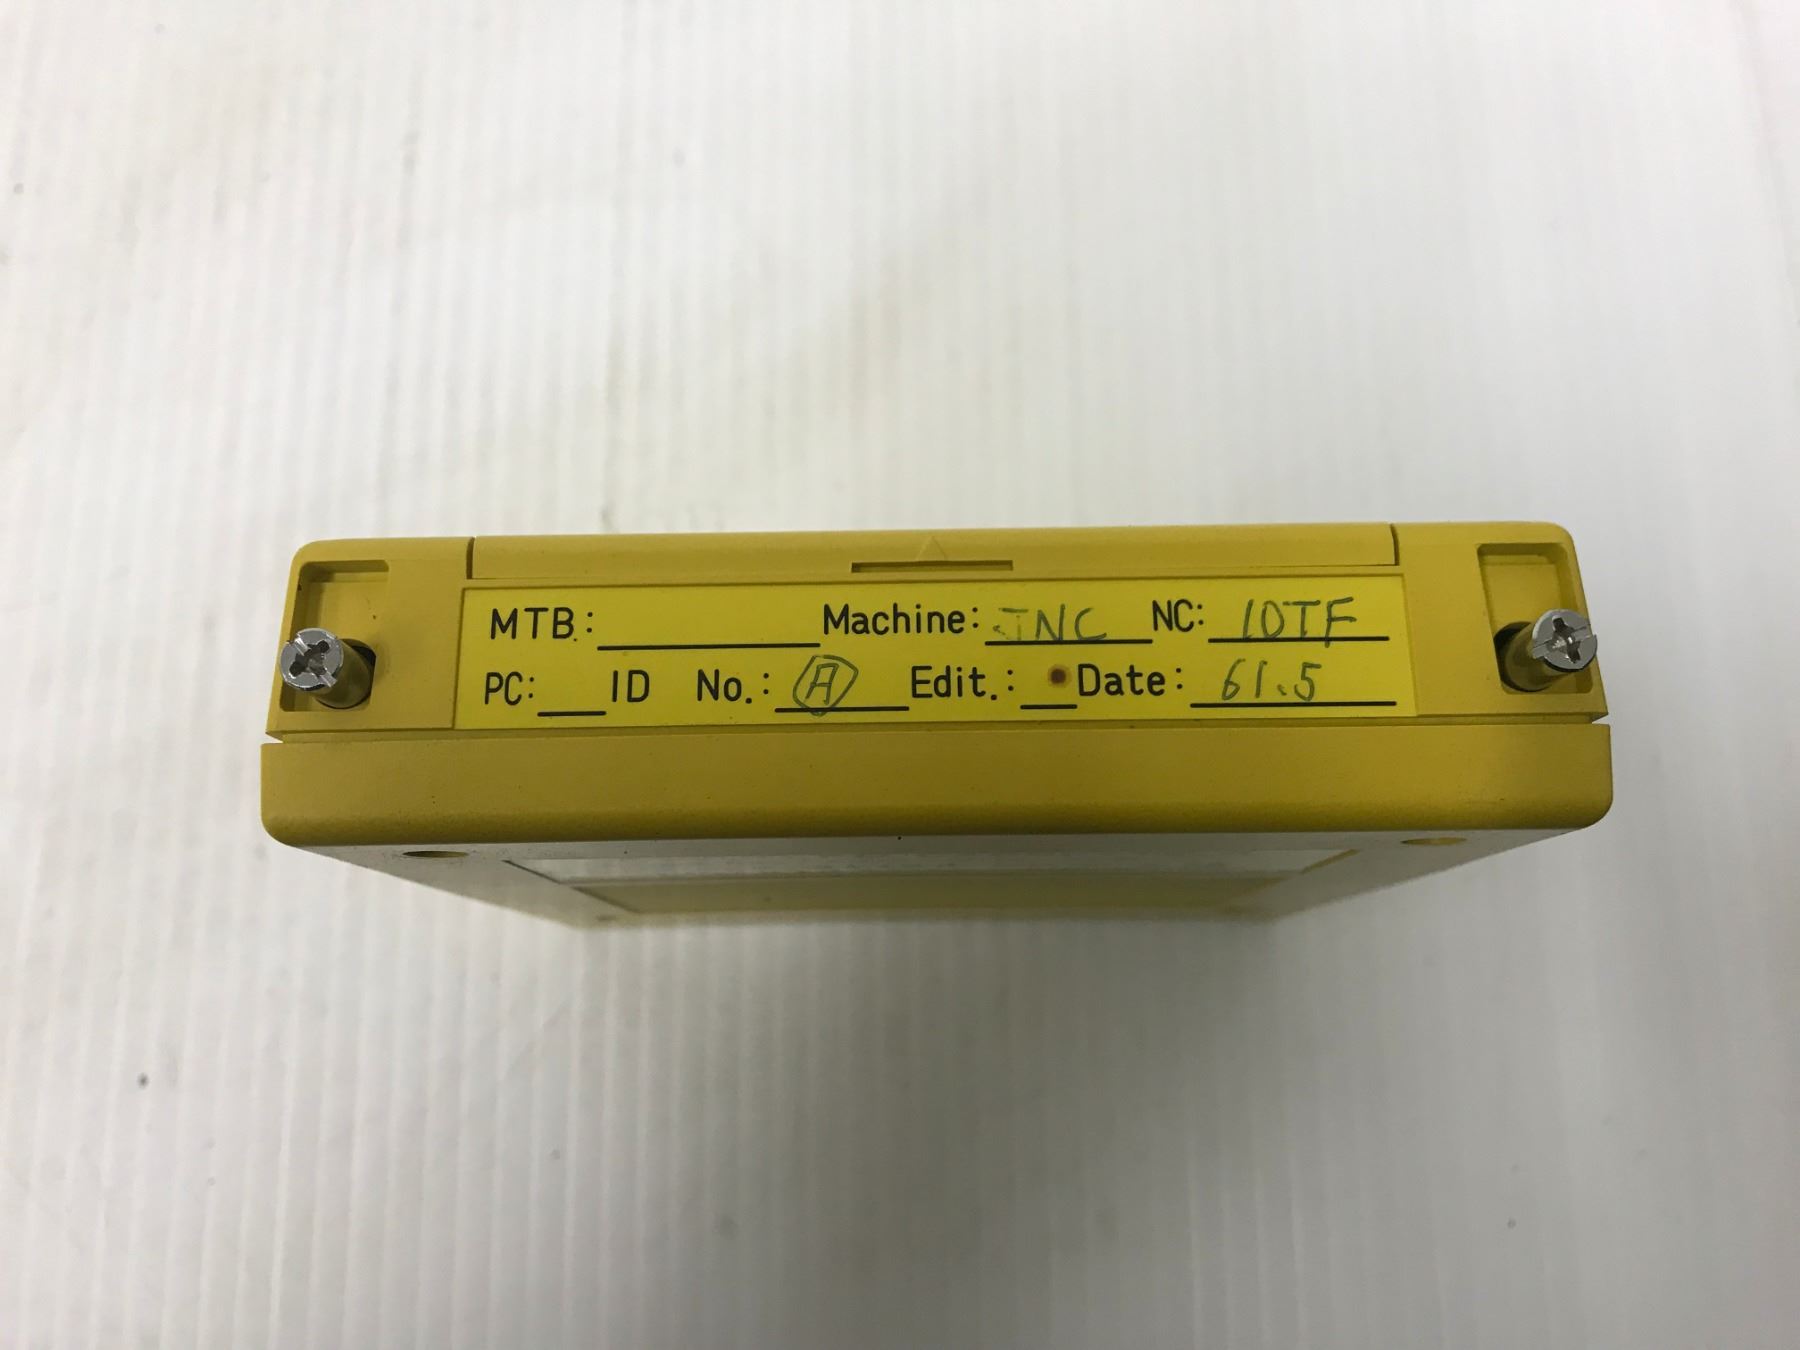 MTB: Machine: JNC NC: 10TF
PC: ID No.: A Edit.: Date: 61.5